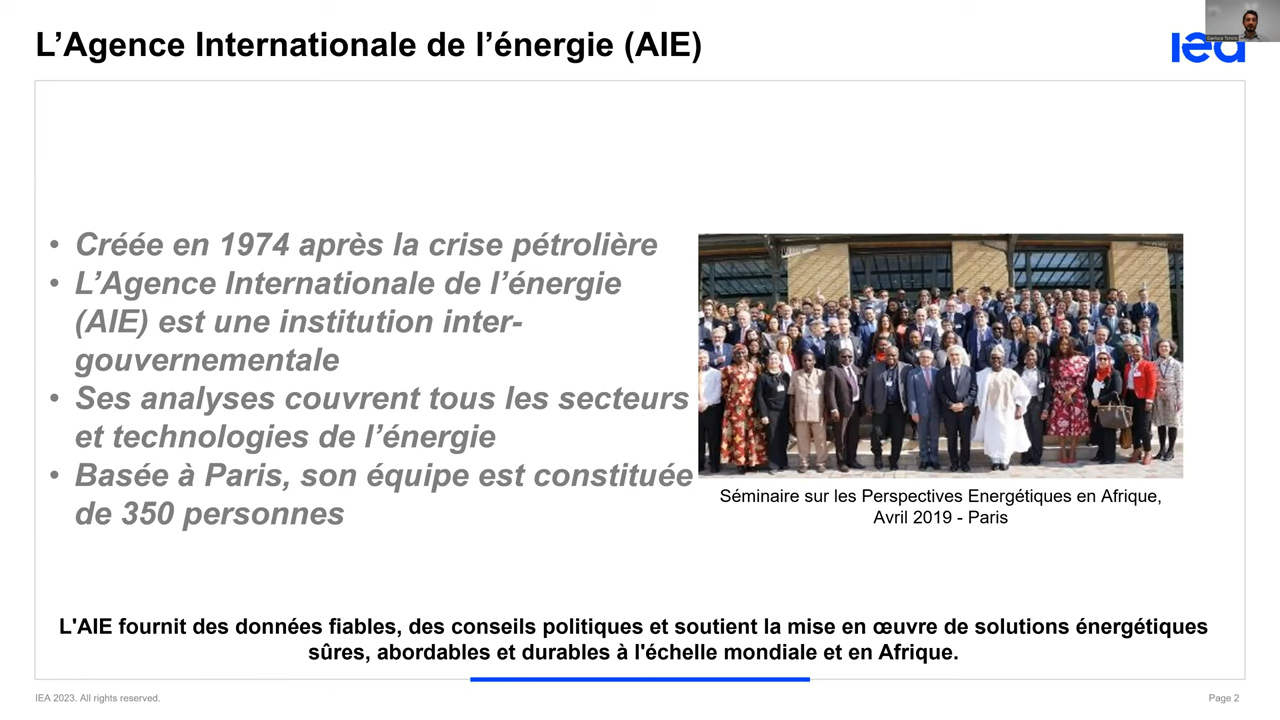 L’Agence Internationale de l’énergie (AIE)
iea
• Créée en 1974 après la crise pétrolière
• L’Agence Internationale de l’énergie
(AIE) est une institution inter-
gouvernementale
• Ses analyses couvrent tous les secteurs
et technologies de l’énergie
• Basée à Paris, son équipe est constituée
de 350 personnes
Séminaire sur les Perspectives Energétiques en Afrique,
Avril 2019 - Paris
L'AIE fournit des données fiables, des conseils politiques et soutient la mise en œuvre de solutions énergétiques
sûres, abordables et durables à l'échelle mondiale et en Afrique.
IEA 2023. All rights reserved.
Page 2